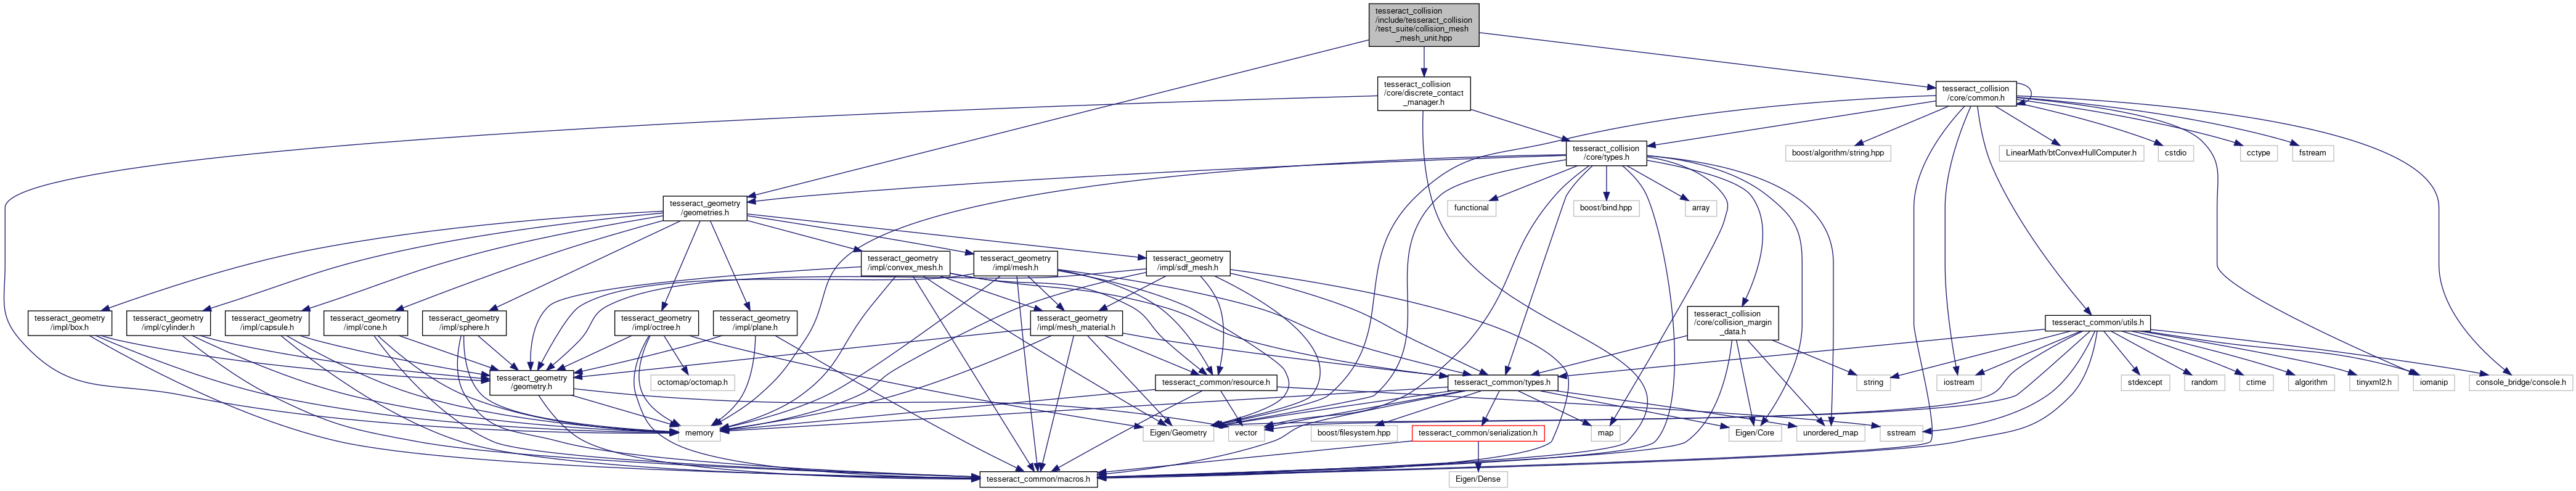 tesseract_collision
/include/tesseract_collision
/test_suite/collision_mesh
_mesh_unit.hpp
tesseract_collision
/core/discrete_contact
_manager.h
tesseract_collision
/core/common.h
tesseract_collision
/core/types.h
boost/algorithm/string.hpp
LinearMath/btConvexHullComputer.h
cstdio
cctype
fstream
tesseract_geometry
/geometries.h
functional
boost/bind.hpp
array
tesseract_geometry
/impl/convex_mesh.h
tesseract_geometry
/impl/mesh.h
tesseract_geometry
/impl/sdf_mesh.h
tesseract_geometry
/impl/box.h
tesseract_geometry
/impl/cylinder.h
tesseract_geometry
/impl/capsule.h
tesseract_geometry
/impl/cone.h
tesseract_geometry
/impl/sphere.h
tesseract_geometry
/impl/octree.h
tesseract_geometry
/impl/plane.h
tesseract_geometry
/impl/mesh_material.h
tesseract_collision
/core/collision_margin
_data.h
tesseract_common/utils.h
tesseract_geometry
/geometry.h
octomap/octomap.h
tesseract_common/resource.h
tesseract_common/types.h
string
iostream
stdexcept
random
ctime
algorithm
tinyxml2.h
iomanip
console_bridge/console.h
memory
Eigen/Geometry
vector
boost/filesystem.hpp
tesseract_common/serialization.h
map
Eigen/Core
unordered_map
sstream
tesseract_common/macros.h
Eigen/Dense